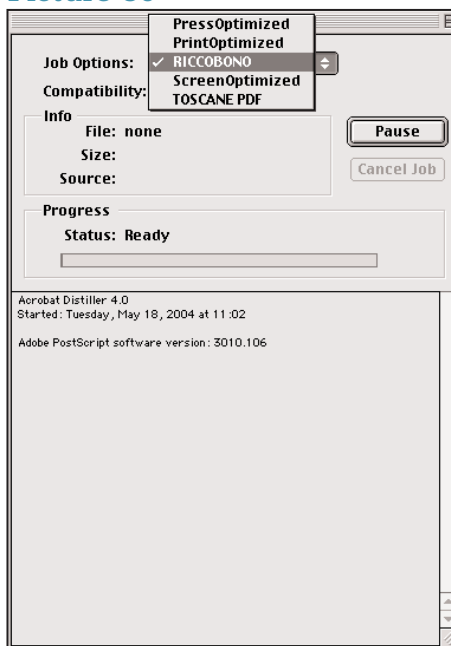 PressOptimized
PrintOptimized
Job Options: ✓ RICCOBONO
ScreenOptimized
Compatibility:
TOSCANE PDF
Info
File: none
Pause
Size:
Cancel Job
Source:
Progress
Status: Ready
Acrobat Distiller 4.0
Started: Tuesday, May 18, 2004 at 11:02
Adobe PostScript software version: 3010.106